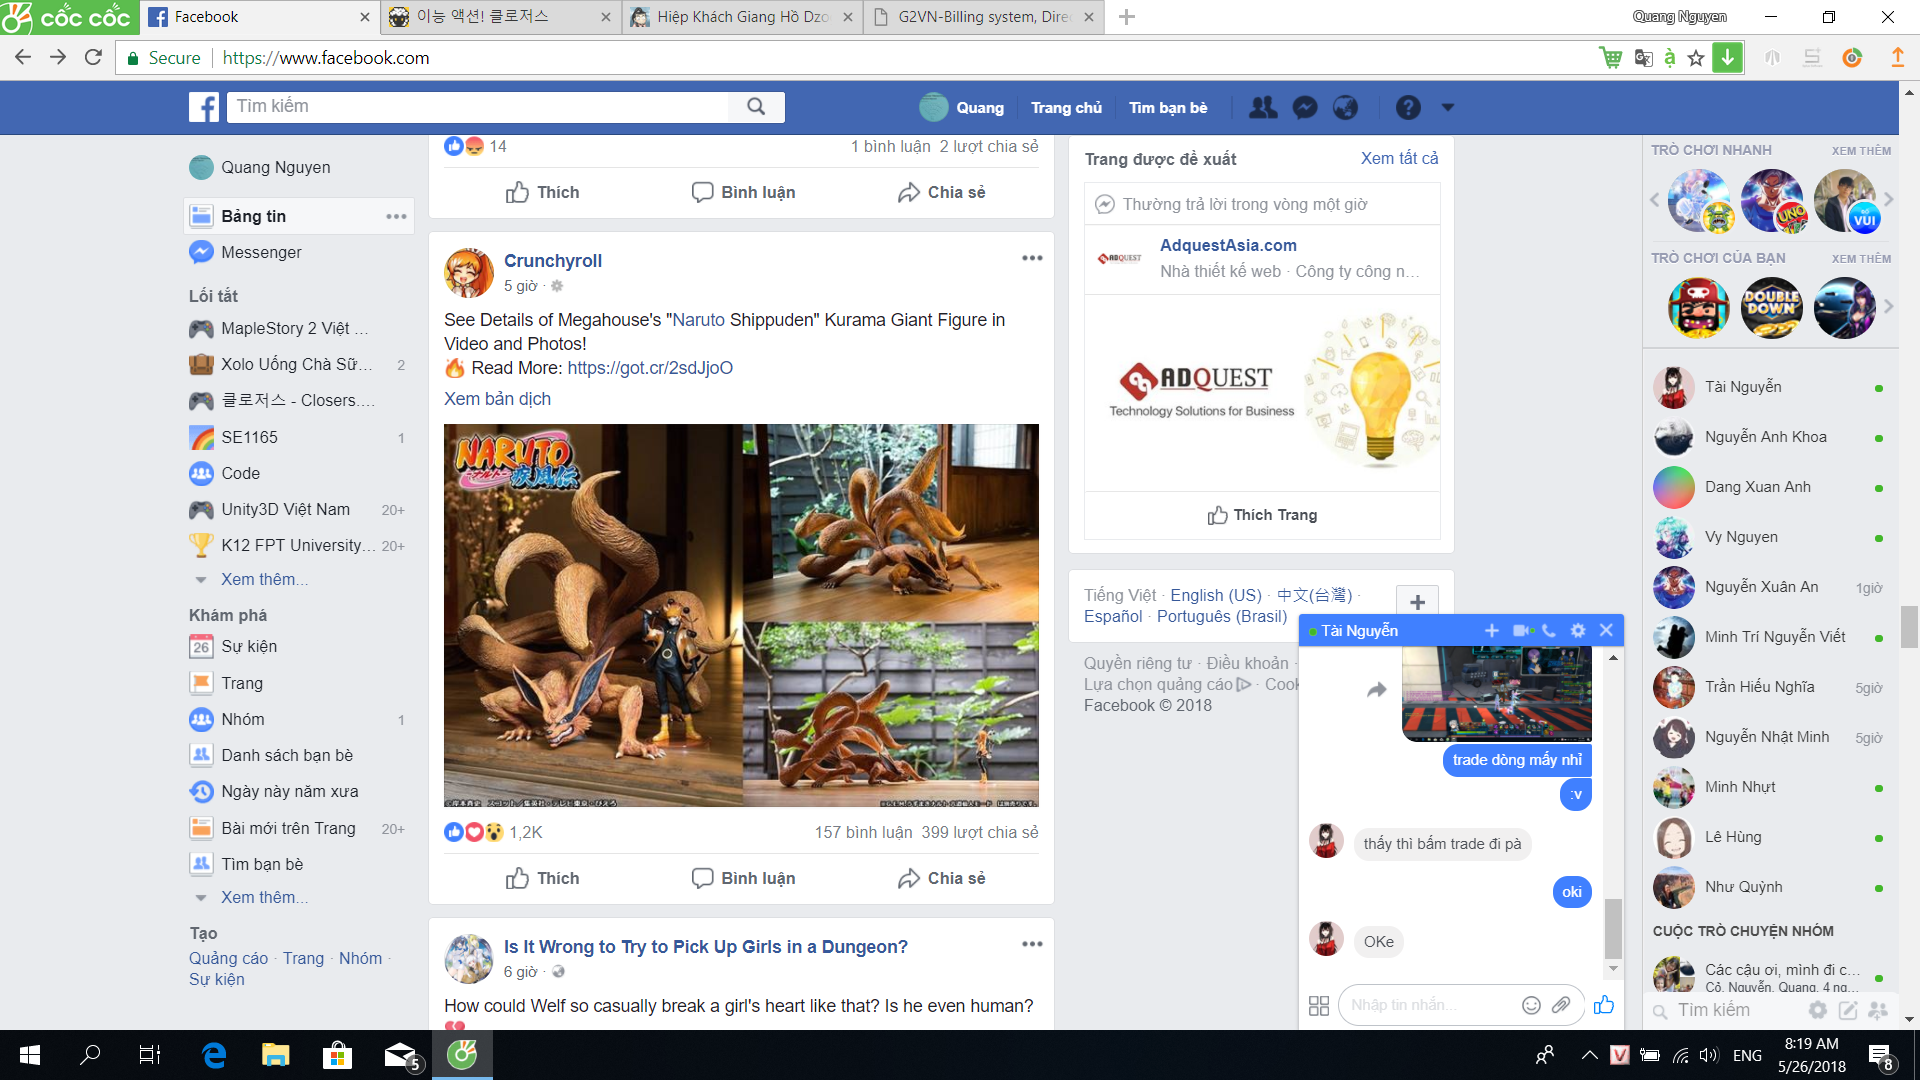 cốc cốc
Facebook
이능 액션! 클로저스
Hiệp Khách Giang Hồ Dzo
G2VN-Billing system, Dire
Quang Nguyen
Secure
https://www.facebook.com
Tìm kiếm
Quang
Trang chủ
Tìm bạn bè
Quang Nguyen
Bảng tin
Messenger
Lối tắt
MapleStory 2 Việt ...
Xolo Uống Chà Sữ... 2
클로저스 - Closers....
SE1165 1
Code
Unity3D Việt Nam 20+
K12 FPT University... 20+
Xem thêm...
Khám phá
26 Sự kiện
Trang
Nhóm 1
Danh sách bạn bè
Ngày này năm xưa
Bài mới trên Trang 20+
Tìm bạn bè
Xem thêm...
Tạo
Quảng cáo · Trang · Nhóm ·
Sự kiện
14
1 bình luận 2 lượt chia sẻ
Thích Bình luận Chia sẻ
Crunchyroll
5 giờ ·
See Details of Megahouse's "Naruto Shippuden" Kurama Giant Figure in
Video and Photos!
Read More: https://got.cr/2sdJjoO
Xem bản dịch
NARUTO
-ナルト-
疾風伝
1,2K
157 bình luận 399 lượt chia sẻ
Thích Bình luận Chia sẻ
Is It Wrong to Try to Pick Up Girls in a Dungeon?
6 giờ ·
How could Welf so casually break a girl's heart like that? Is he even human?
Trang được đề xuất
Xem tất cả
Thường trả lời trong vòng một giờ
ADQUEST
AdquestAsia.com
Nhà thiết kế web · Công ty công n...
ADQUEST
Technology Solutions for Business
Thích Trang
Tiếng Việt · English (US) · 中文(台灣) ·
Español · Português (Brasil)
Quyền riêng tư · Điều khoản ·
Lựa chọn quảng cáo · Cook
Facebook © 2018
Tài Nguyễn
trade dòng mấy nhỉ
:v
thấy thì bấm trade đi pà
oki
OKe
Nhập tin nhắn...
TRÒ CHƠI NHANH
XEM THÊM
UNO
VUI
TRÒ CHƠI CỦA BẠN
XEM THÊM
DOUBLE
DOWN
Tài Nguyễn
Nguyễn Anh Khoa
Dang Xuan Anh
Vy Nguyen
Nguyễn Xuân An 1giờ
Minh Trí Nguyễn Viết
Trần Hiếu Nghĩa 5giờ
Nguyễn Nhật Minh 5giờ
Minh Nhựt
Lê Hùng
Như Quỳnh
CUỘC TRÒ CHUYỆN NHÓM
Các cậu ơi, mình đi c...
Cỏ, Nguyễn, Quang, 4 ng...
Tìm kiếm
5
ENG
8:19 AM
5/26/2018
8